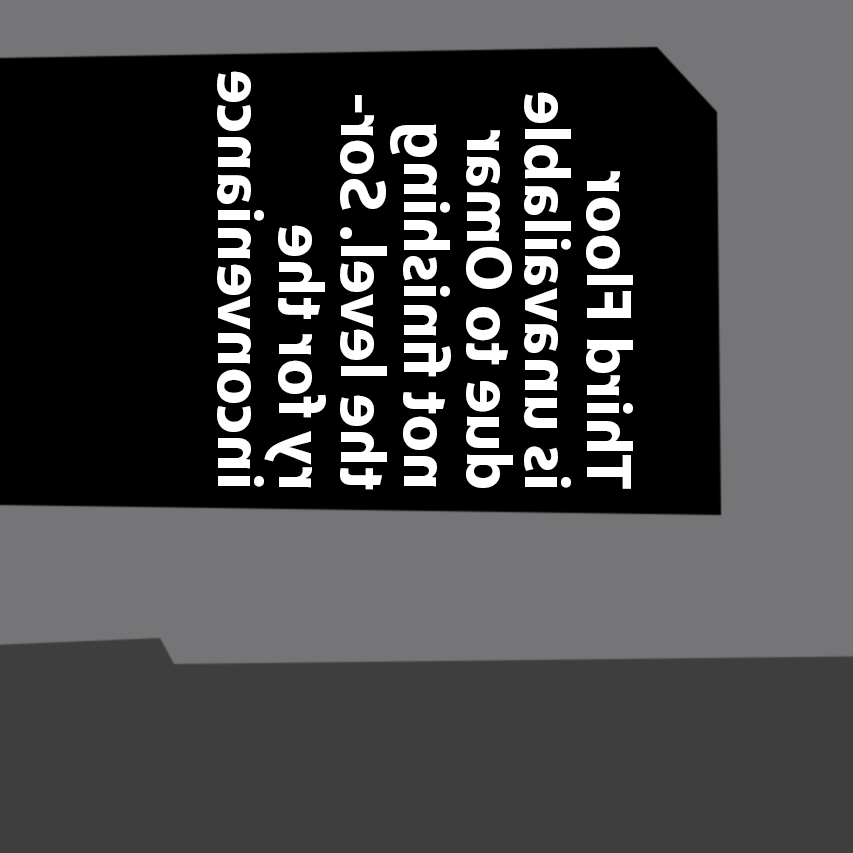 Third Floor
is unavailable
due to Omar
not finishing
the level. Sor-
ry for the
inconvenience